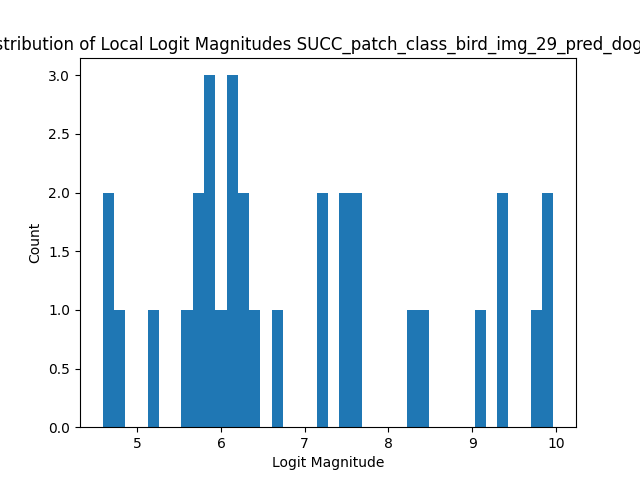 stribution of Local Logit Magnitudes SUCC_patch_class_bird_img_29_pred_dog
3.0
2.5
2.0
1.5
1.0
0.5
0.0
Count
5 6 7 8 9 10
Logit Magnitude